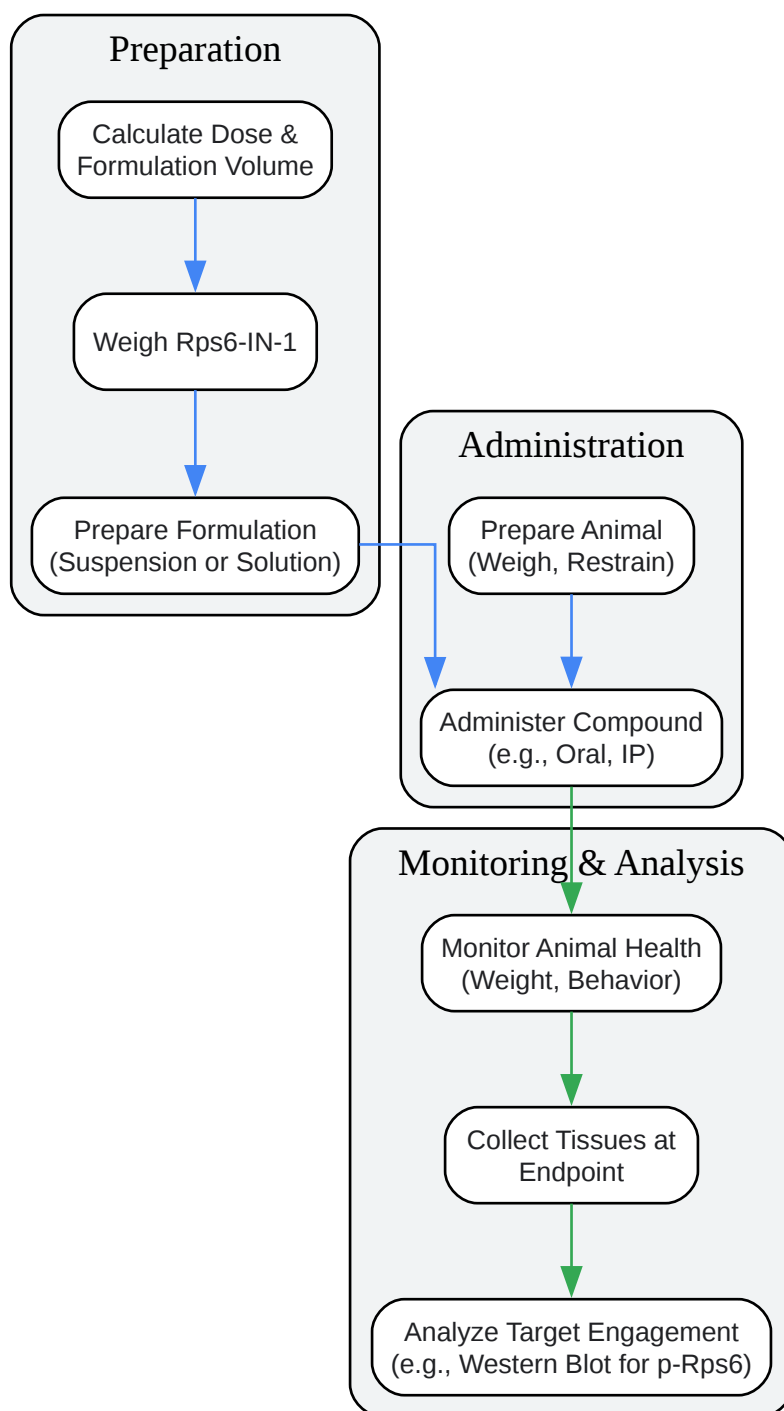 Preparation
Calculate Dose &
Formulation Volume
Weigh Rps6-IN-1
Prepare Formulation
(Suspension or Solution)
Administration
Prepare Animal
(Weigh, Restrain)
Administer Compound
(e.g., Oral, IP)
Monitoring & Analysis
Monitor Animal Health
(Weight, Behavior)
Collect Tissues at
Endpoint
Analyze Target Engagement
(e.g., Western Blot for p-Rps6)